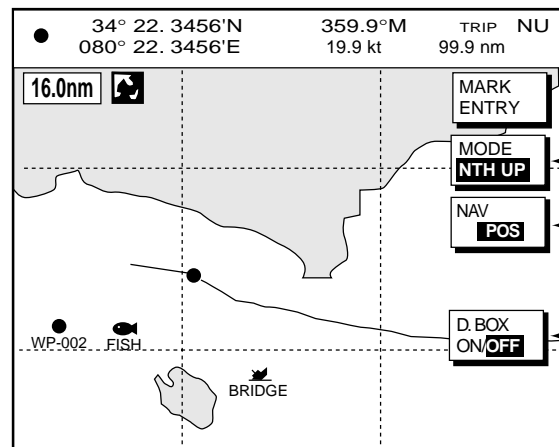 34° 22. 3456'N 359.9°M TRIP NU
080° 22. 3456'E 19.9 kt 99.9 nm
16.0nm
MARK
ENTRY
MODE
NTH UP
NAV
POS
D. BOX
ON/OFF
WP-002 FISH
BRIDGE